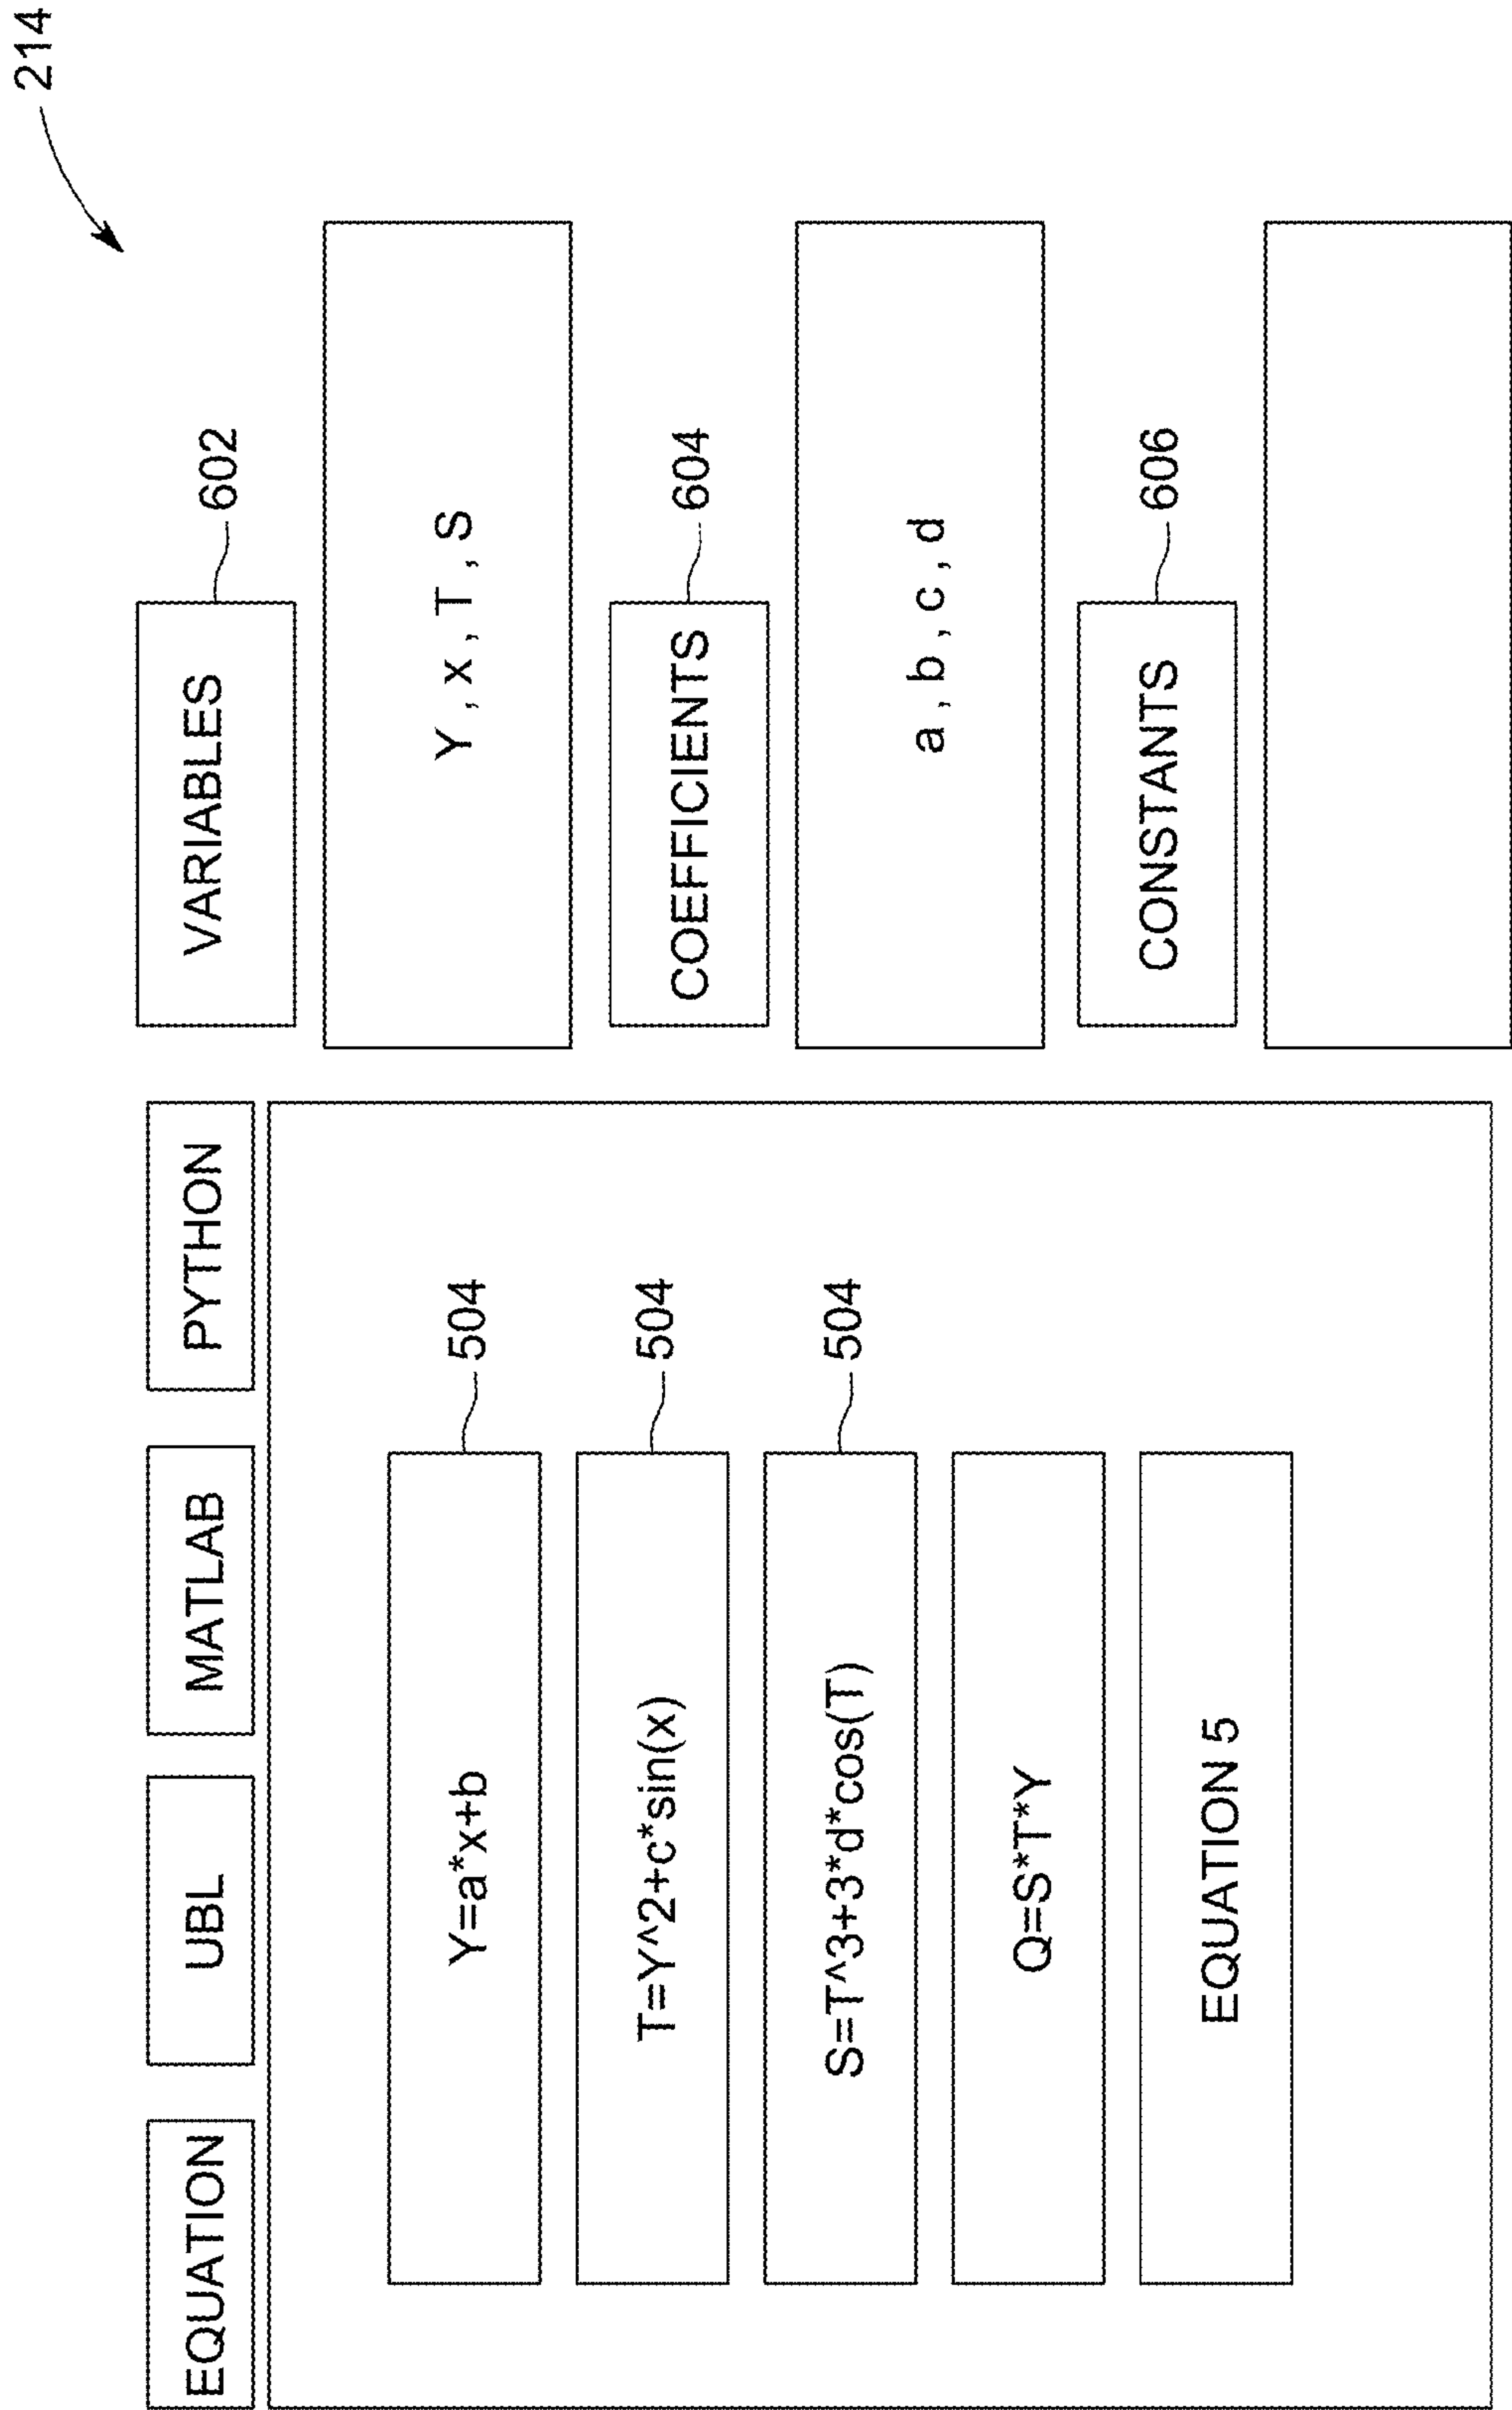 214
EQUATION
UBL
MATLAB
PYTHON
Y=a*x+b
504
T=Y^2+c*sin(x)
504
S=T^3+3*d*cos(T)
504
Q=S*T*Y
EQUATION 5
VARIABLES
602
Y , x , T , S
COEFFICIENTS
604
a , b , c , d
CONSTANTS
606